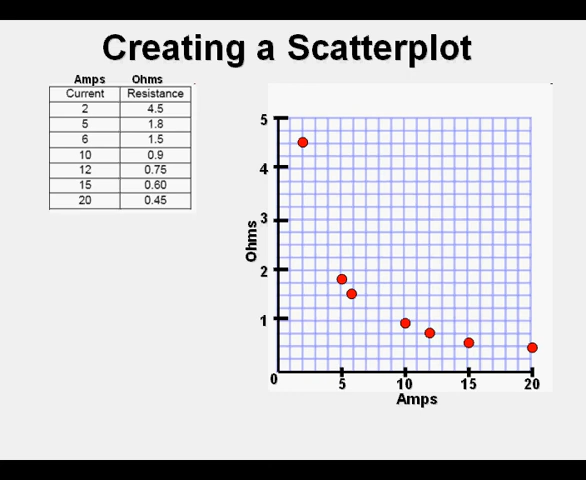 Creating a Scatterplot
Amps Ohms
Current Resistance
2 4.5
5 1.8
6 1.5
10 0.9
12 0.75
15 0.60
20 0.45
5
4
3
2
1
0
Ohms
5 10 15 20
Amps